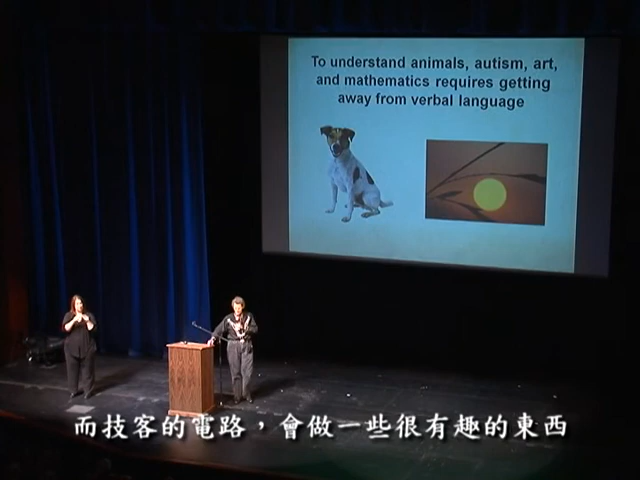 To understand animals, autism, art,
and mathematics requires getting
away from verbal language
而技客的電路，會做一些很有趣的東西